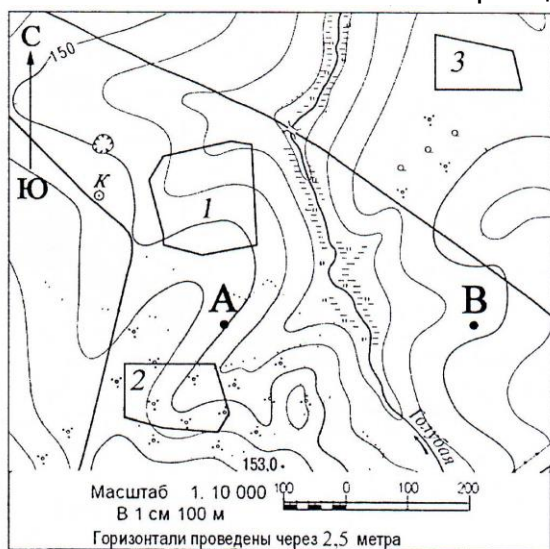 С
150
3
К
Ю
1
А
В
2
Голубая
153,0
Масштаб 1: 10 000 100 0 100 200
В 1 см 100 м
Горизонтали проведены через 2,5 метра